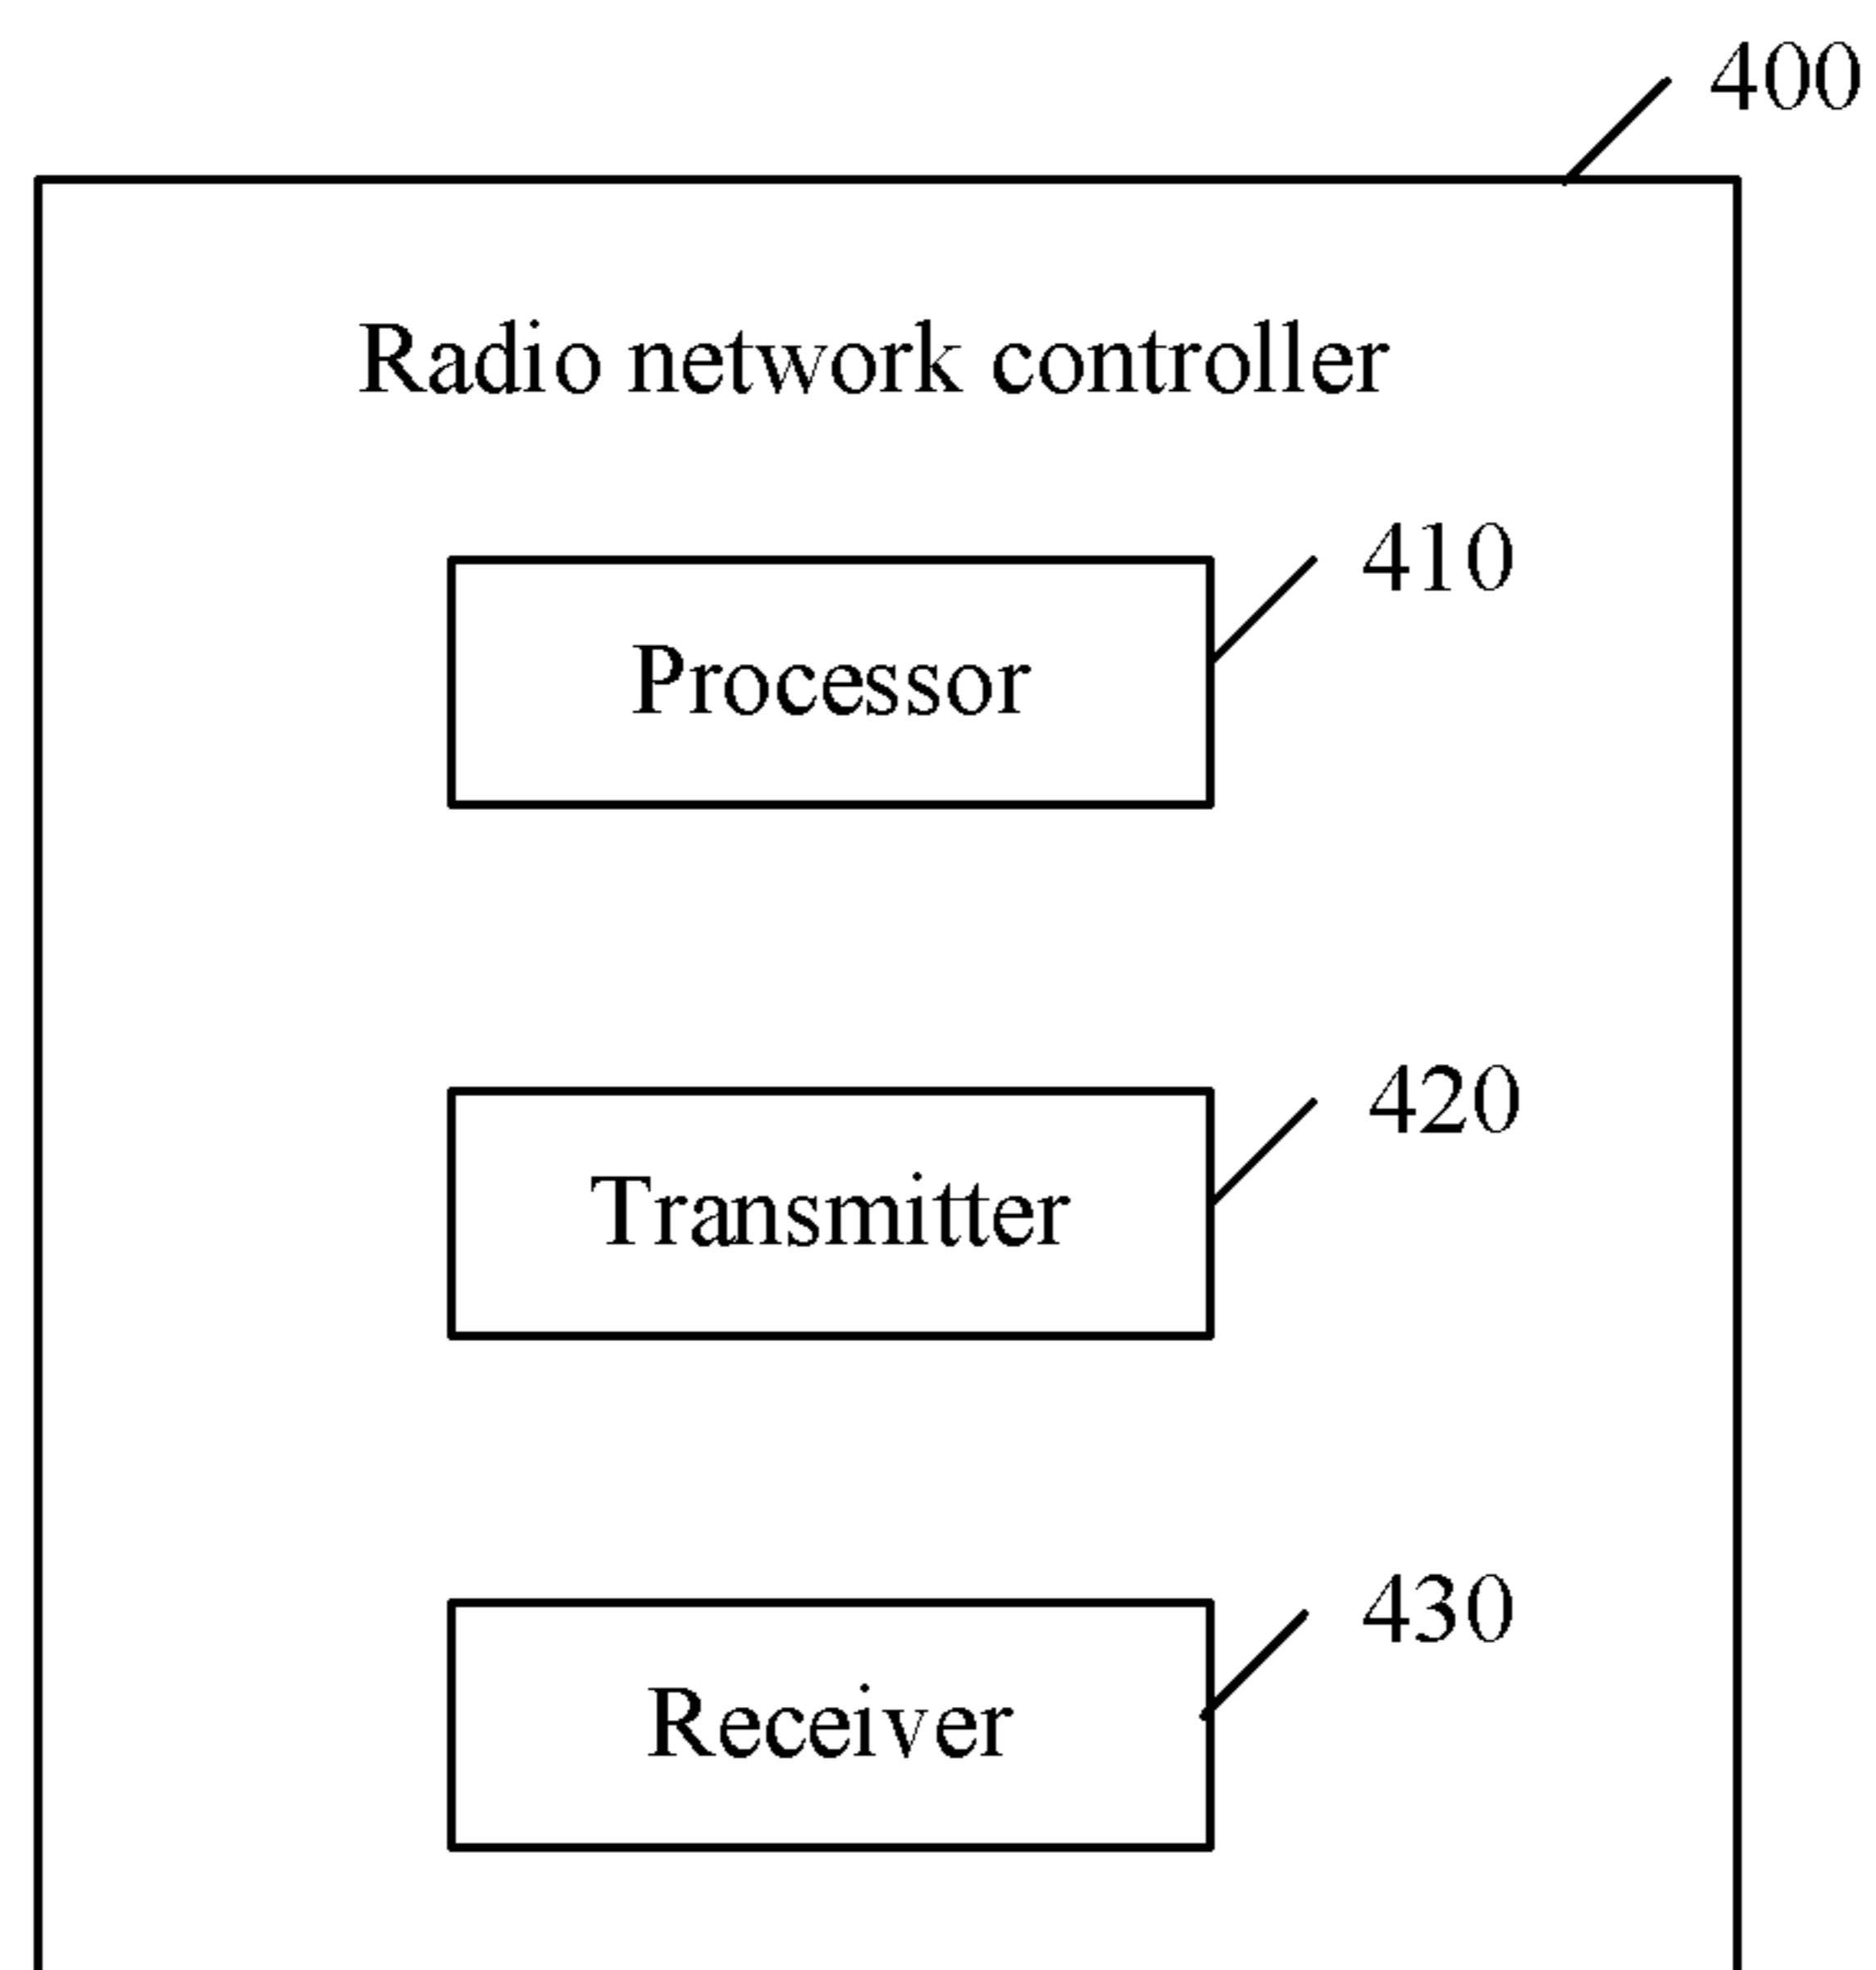 400
Radio network controller
410
Processor
420
Transmitter
430
Receiver